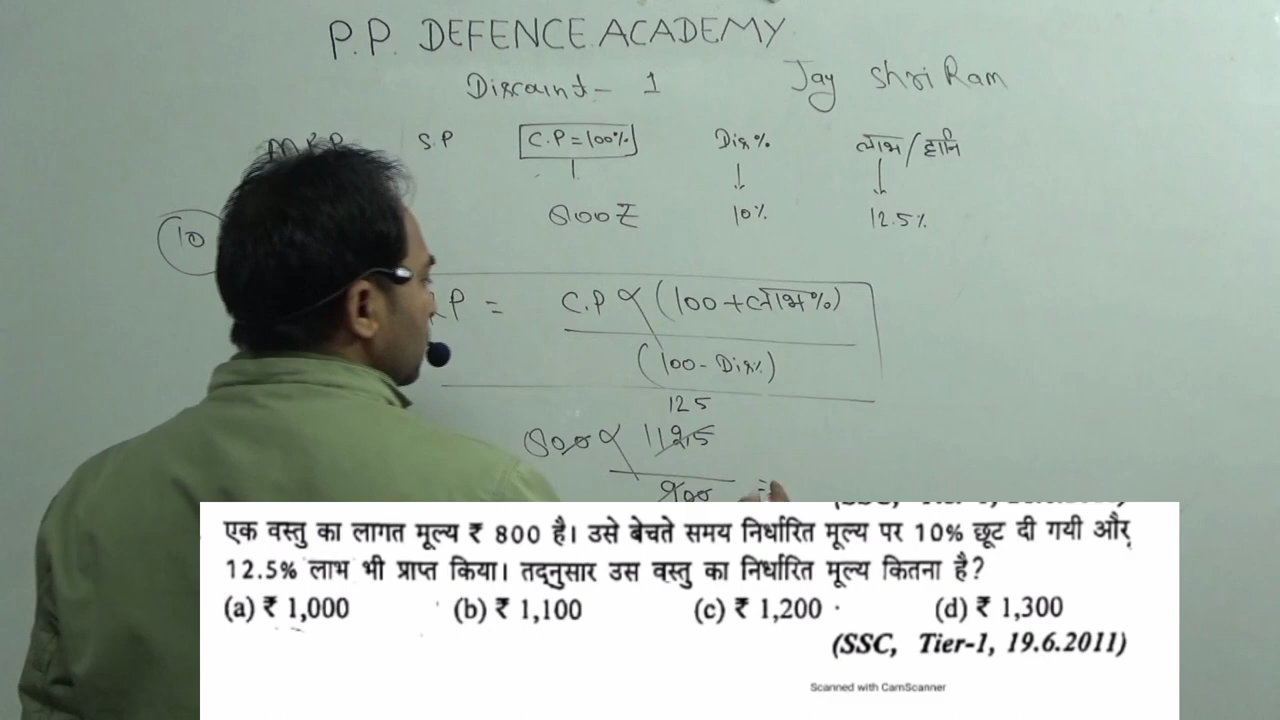 P.P. DEFENCE ACADEMY
Discount - 1 Jay Shri Ram
S.P C.P = 100% Dis% लाभ/हानि
10 800₹ 10% 12.5%
R P = C.P × (100 + लाभ%)
(100 - Dis%)
125
800 × 1125
900 =
एक वस्तु का लागत मूल्य ₹ 800 है। उसे बेचते समय निर्धारित मूल्य पर 10% छूट दी गयी और
12.5% लाभ भी प्राप्त किया। तद्नुसार उस वस्तु का निर्धारित मूल्य कितना है?
(a) ₹ 1,000 (b) ₹ 1,100 (c) ₹ 1,200 (d) ₹ 1,300
(SSC, Tier-1, 19.6.2011)
Scanned with CamScanner